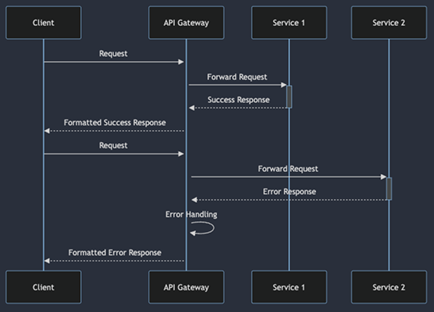 Client
API Gateway
Service 1
Service 2
Request
Forward Request
Success Response
Formatted Success Response
Request
Forward Request
Error Response
Error Handling
Formatted Error Response
Client
API Gateway
Service 1
Service 2